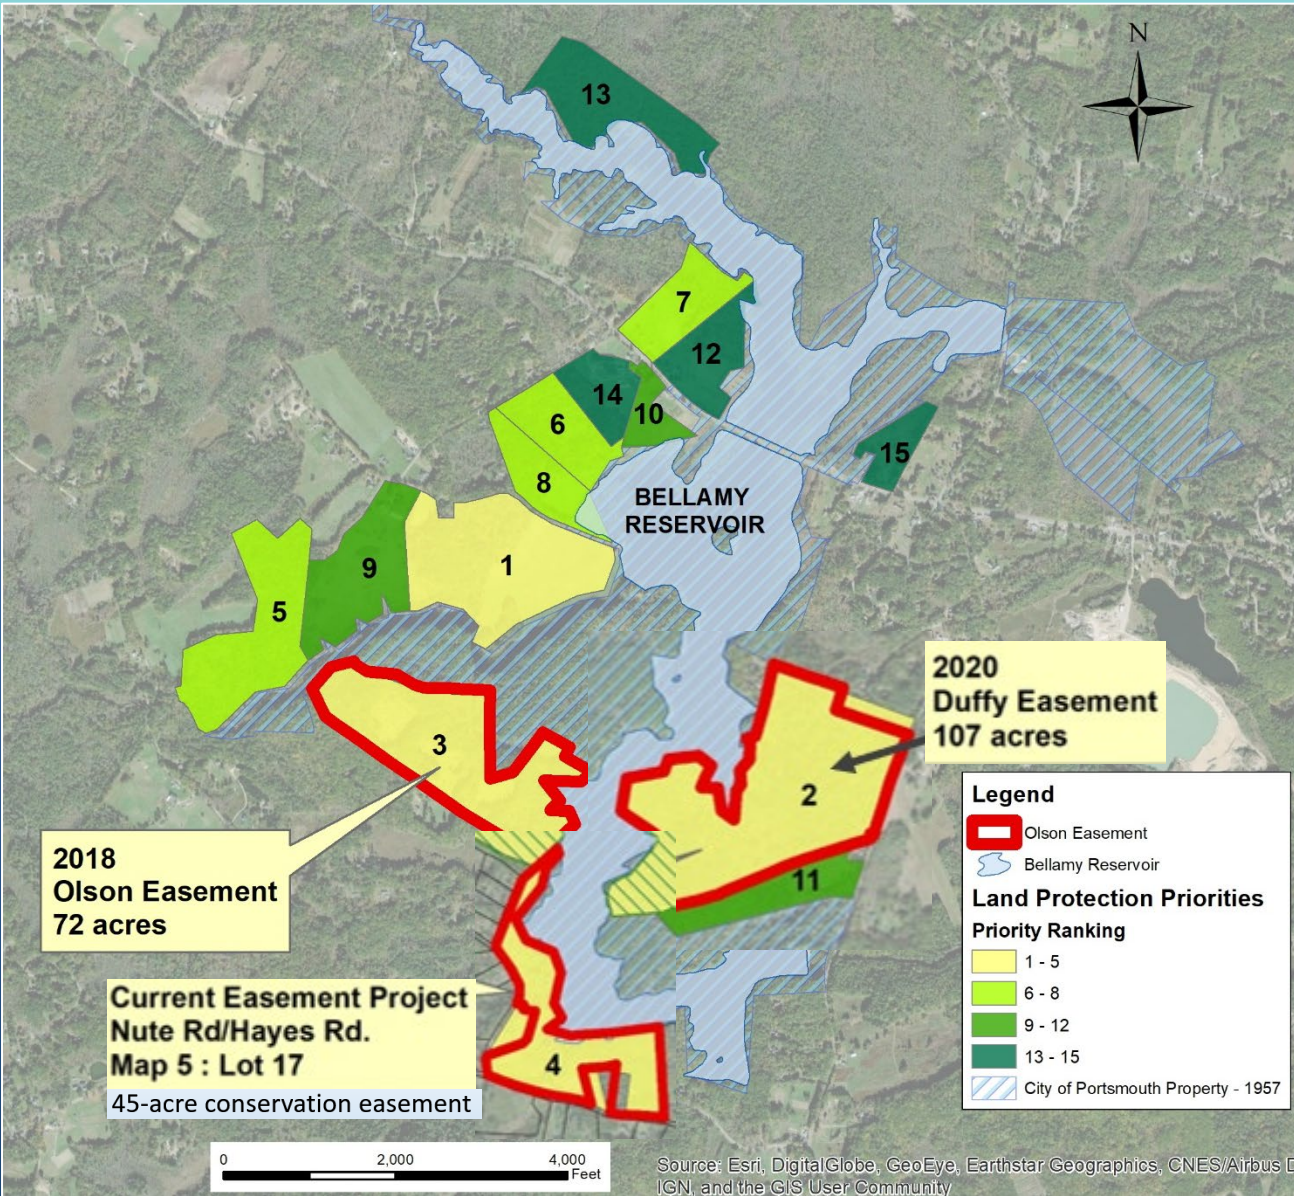 N
13
7
12
14
10
6
15
8
BELLAMY
RESERVOIR
1
9
5
2020
Duffy Easement
107 acres
3
2
2018
Olson Easement
72 acres
11
Current Easement Project
Nute Rd/Hayes Rd.
Map 5 : Lot 17
45-acre conservation easement
4
Legend
Olson Easement
Bellamy Reservoir
Land Protection Priorities
Priority Ranking
1 - 5
6 - 8
9 - 12
13 - 15
City of Portsmouth Property - 1957
0 2,000 4,000
Feet
Source: Esri, DigitalGlobe, GeoEye, Earthstar Geographics, CNES/Airbus D
IGN, and the GIS User Community